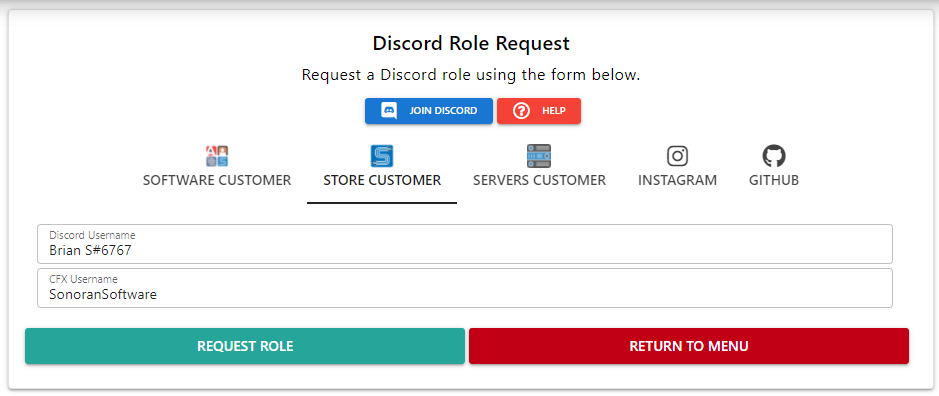 Discord Role Request
Request a Discord role using the form below.
JOIN DISCORD HELP
SOFTWARE CUSTOMER STORE CUSTOMER SERVERS CUSTOMER INSTAGRAM GITHUB
Discord Username
Brian S#6767
CFX Username
SonoranSoftware
REQUEST ROLE RETURN TO MENU